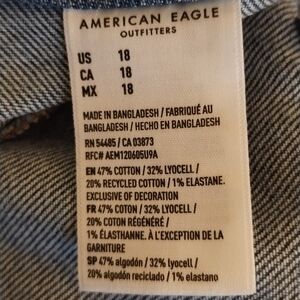 AMERICAN EAGLE
OUTFITTERS
US 18
CA 18
MX 18
MADE IN BANGLADESH / FABRIQUÉ AU
BANGLADESH / HECHO EN BANGLADESH
RN 54485 / CA 03873
RFC# AEM120605U9A
EN 47% COTTON / 32% LYOCELL /
20% RECYCLED COTTON / 1% ELASTANE.
EXCLUSIVE OF DECORATION
FR 47% COTON / 32% LYOCELL /
20% COTON RÉGÉNÉRÉ /
1% ÉLASTHANNE. À L'EXCEPTION DE LA
GARNITURE
SP 47% algodón / 32% lyocell /
20% algodón reciclado / 1% elastano